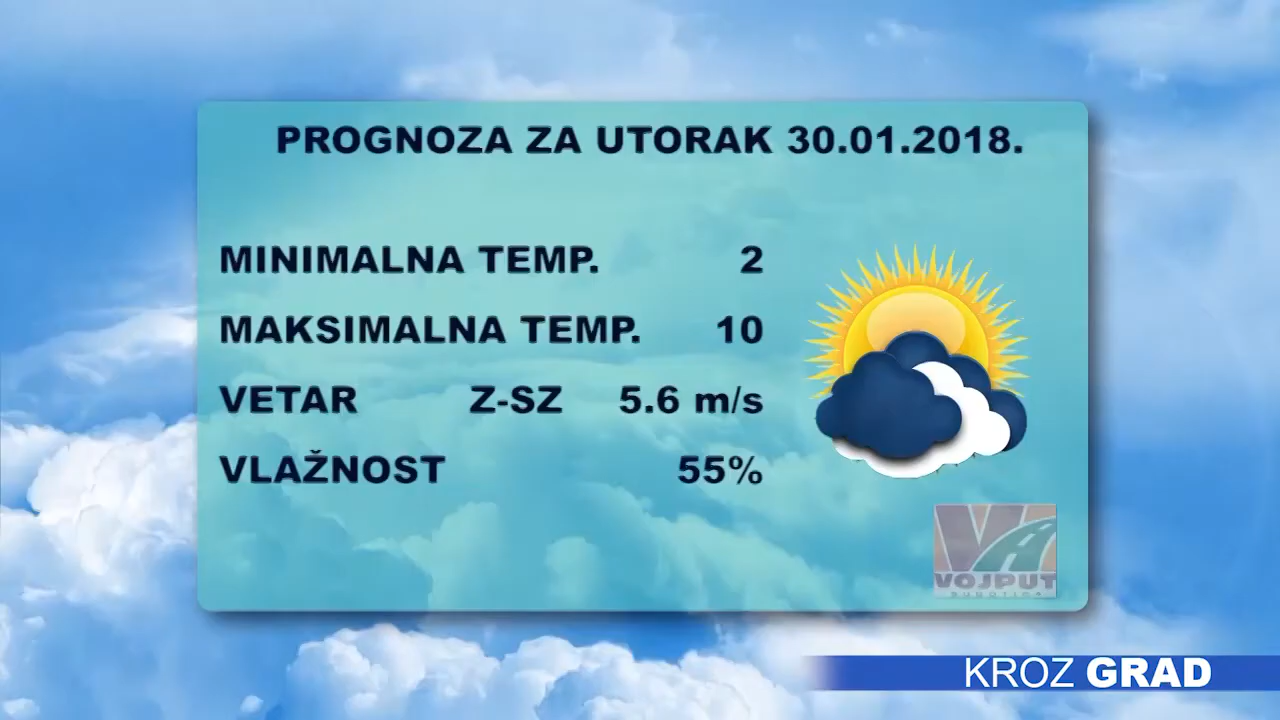 PROGNOZA ZA UTORAK 30.01.2018.
MINIMALNA TEMP. 2
MAKSIMALNA TEMP. 10
VETAR Z-SZ 5.6 m/s
VLAŽNOST 55%
VOJPUT
SUBOTICA
KROZ GRAD